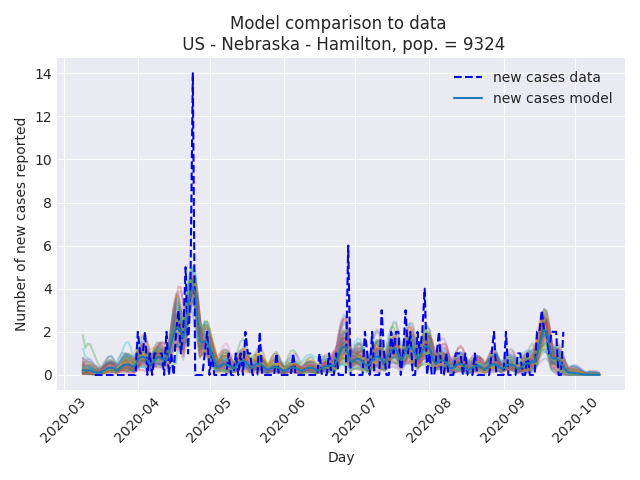 Model comparison to data
US - Nebraska - Hamilton, pop. = 9324
new cases data
new cases model
Number of new cases reported
14
12
10
8
6
4
2
0
2020-03
2020-04
2020-05
2020-06
2020-07
2020-08
2020-09
2020-10
Day